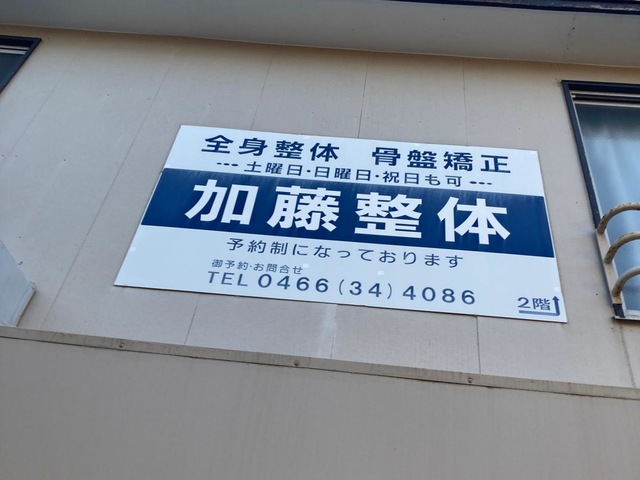 全身整体 骨盤矯正
---土曜日・日曜日・祝日も可---
加藤整体
予約制になっております
御予約・お問合せ
TEL 0466(34)4086
2階